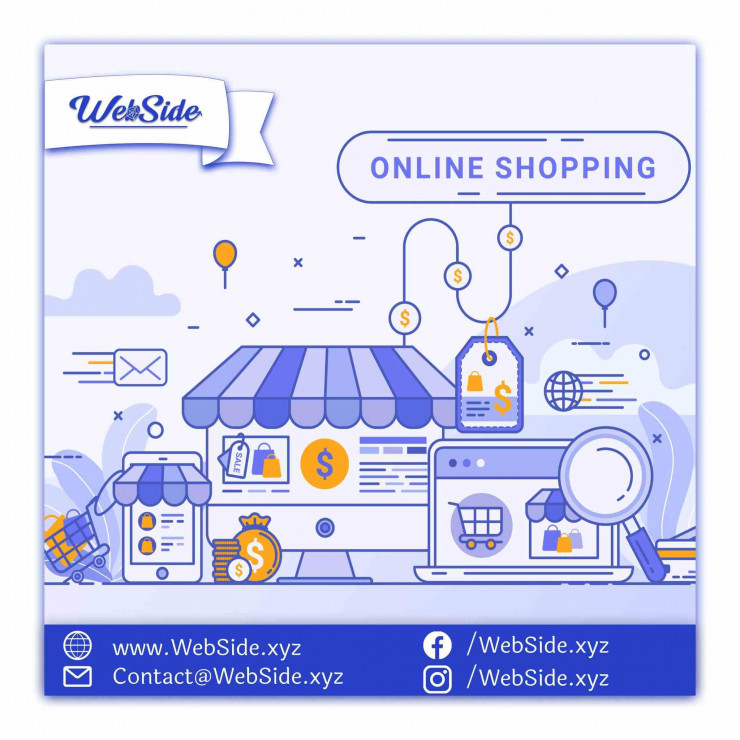 WebSide
ONLINE SHOPPING
$
$
$
$
SALE
$
$
$
www.WebSide.xyz
Contact@WebSide.xyz
/WebSide.xyz
/WebSide.xyz